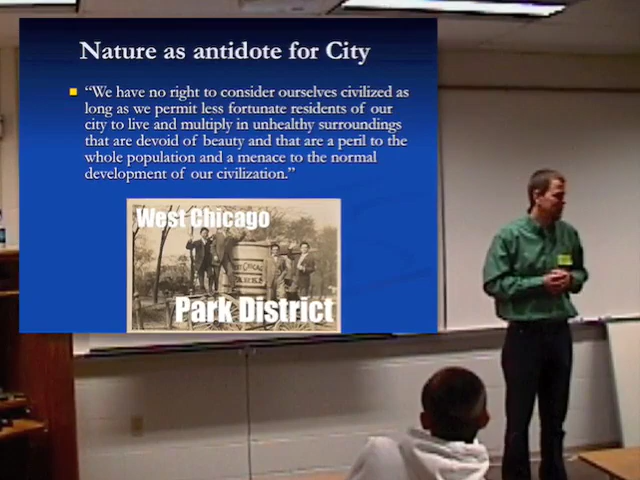 Nature as antidote for City
“We have no right to consider ourselves civilized as
long as we permit less fortunate residents of our
city to live and multiply in unhealthy surroundings
that are devoid of beauty and that are a peril to the
whole population and a menace to the normal
development of our civilization.”
West Chicago
WEST CHICAGO
PARKS
Park District